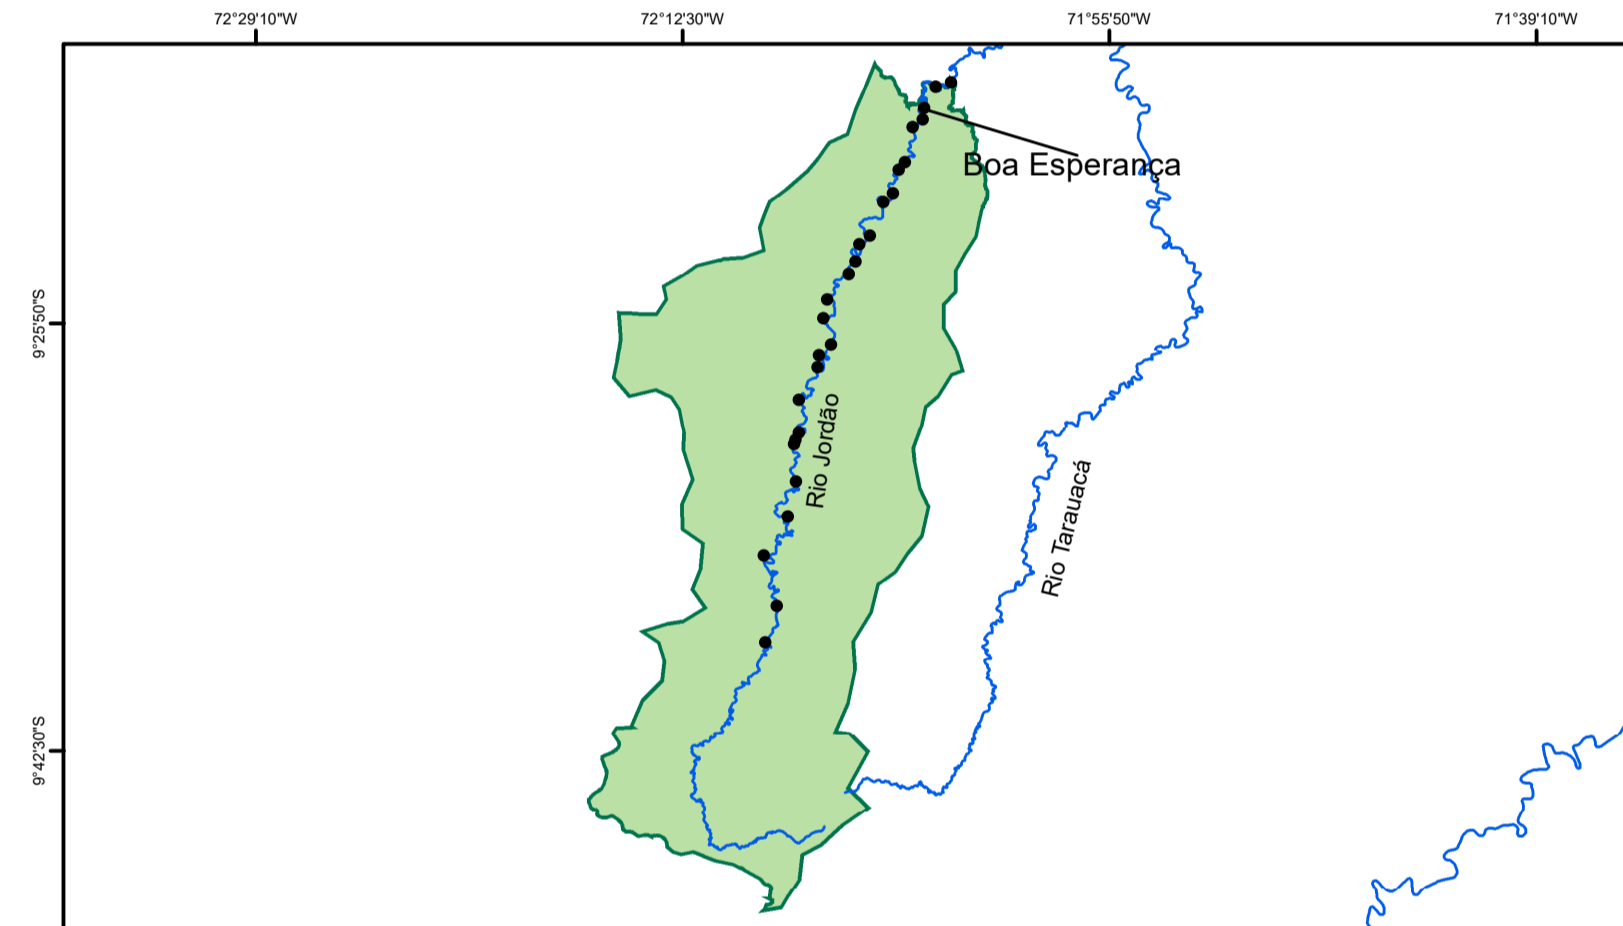 72°29'10"W
72°12'30"W
71°55'50"W
71°39'10"W
Boa Esperança
9°25'50"S
Rio Jordão
Rio Tarauacá
9°42'30"S